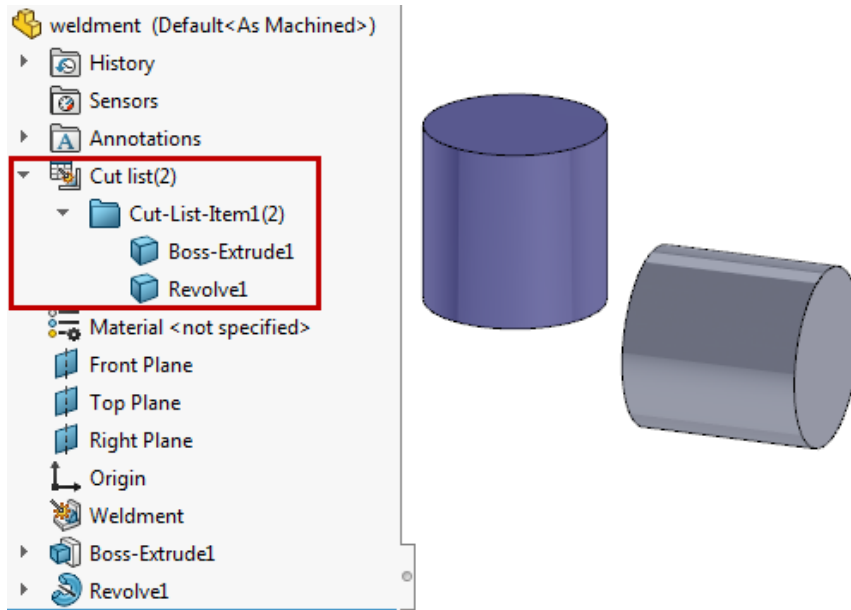 weldment (Default<As Machined>)
History
Sensors
A Annotations
Cut list(2)
Cut-List-Item1(2)
Boss-Extrude1
Revolve1
Material <not specified>
Front Plane
Top Plane
Right Plane
Origin
Weldment
Boss-Extrude1
Revolve1